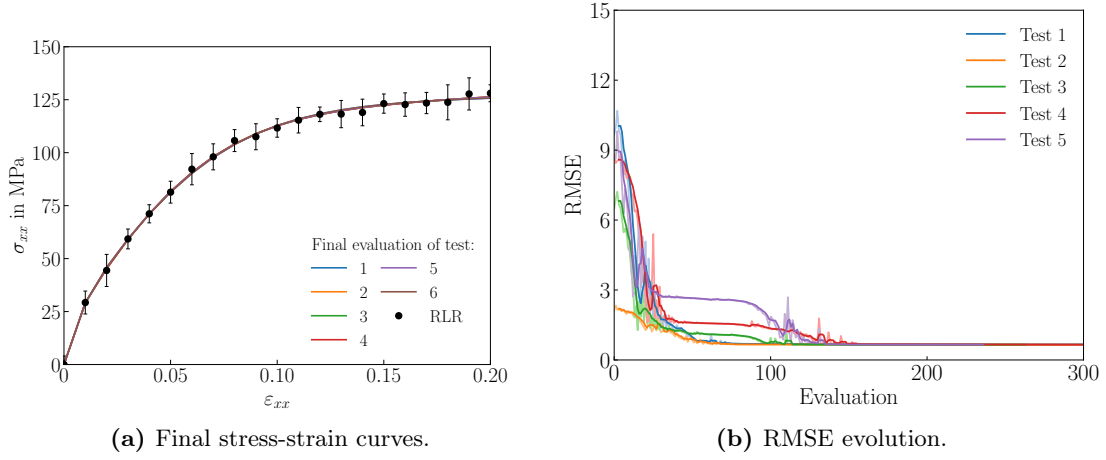 150
125
100
75
50
25
0
σxx in MPa
0
0.05
0.10
0.15
0.20
εxx
Final evaluation of test:
1
2
3
4
5
6
RLR
(a) Final stress-strain curves.
15
12
9
6
3
0
RMSE
0
100
200
300
Evaluation
Test 1
Test 2
Test 3
Test 4
Test 5
(b) RMSE evolution.